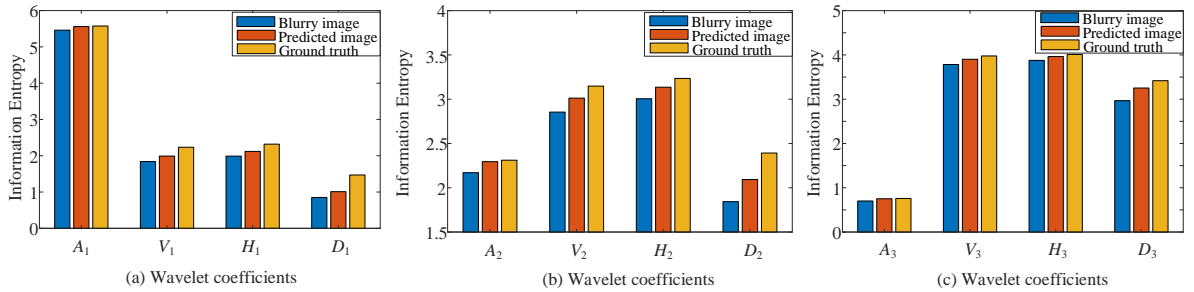 Information Entropy
6
5
4
3
2
1
0
Blurry image
Predicted image
Ground truth
A₁ V₁ H₁ D₁
(a) Wavelet coefficients
Information Entropy
4
3.5
3
2.5
2
1.5
Blurry image
Predicted image
Ground truth
A₂ V₂ H₂ D₂
(b) Wavelet coefficients
Information Entropy
5
4
3
2
1
0
Blurry image
Predicted image
Ground truth
A₃ V₃ H₃ D₃
(c) Wavelet coefficients